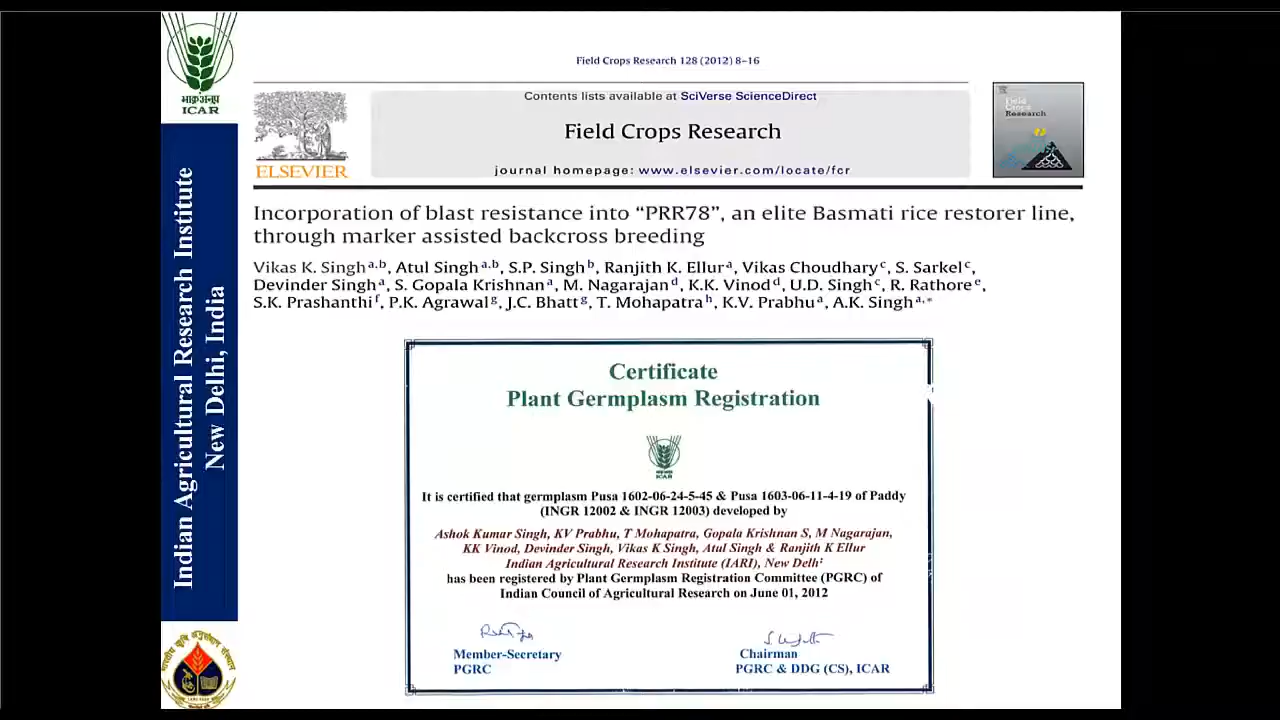 भाकृअनुप
ICAR
Indian Agricultural Research Institute
New Delhi, India
Field Crops Research 128 (2012) 8–16
Contents lists available at SciVerse ScienceDirect
Field Crops Research
journal homepage: www.elsevier.com/locate/fcr
ELSEVIER
Field
Crops
Research
Incorporation of blast resistance into “PRR78”, an elite Basmati rice restorer line,
through marker assisted backcross breeding
Vikas K. Singh a,b, Atul Singh a,b, S.P. Singh b, Ranjith K. Ellur a, Vikas Choudhary c, S. Sarkel c,
Devinder Singh a, S. Gopala Krishnan a, M. Nagarajan d, K.K. Vinod d, U.D. Singh c, R. Rathore e,
S.K. Prashanthi f, P.K. Agrawal g, J.C. Bhatt g, T. Mohapatra h, K.V. Prabhu a, A.K. Singh a,*
Certificate
Plant Germplasm Registration
ICAR
It is certified that germplasm Pusa 1602-06-24-5-45 & Pusa 1603-06-11-4-19 of Paddy
(INGR 12002 & INGR 12003) developed by
Ashok Kumar Singh, KV Prabhu, T Mohapatra, Gopala Krishnan S, M Nagarajan,
KK Vinod, Devinder Singh, Vikas K Singh, Atul Singh & Ranjith K Ellur
Indian Agricultural Research Institute (IARI), New Delhi
has been registered by Plant Germplasm Registration Committee (PGRC) of
Indian Council of Agricultural Research on June 01, 2012
Member-Secretary
PGRC
Chairman
PGRC & DDG (CS), ICAR